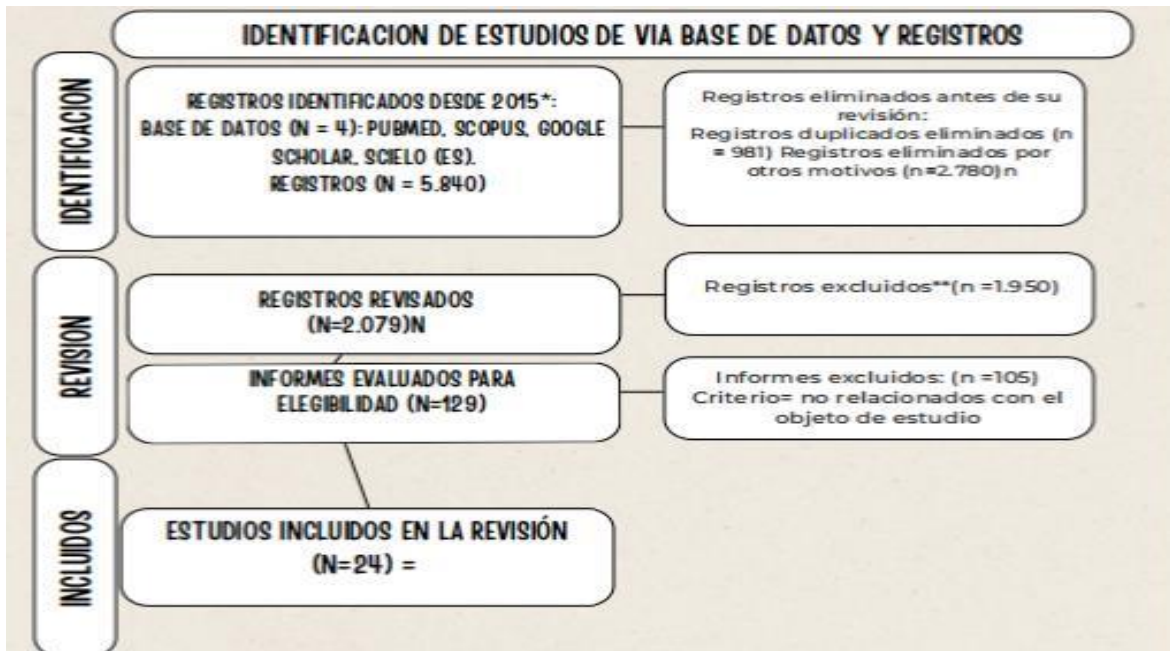 IDENTIFICACION DE ESTUDIOS DE VIA BASE DE DATOS Y REGISTROS
IDENTIFICACION
REGISTROS IDENTIFICADOS DESDE 2015*:
BASE DE DATOS (N = 4): PUBMED, SCOPUS, GOOGLE
SCHOLAR, SCIELO (ES).
REGISTROS (N = 5.840)
Registros eliminados antes de su
revisión:
Registros duplicados eliminados (n
= 981) Registros eliminados por
otros motivos (n=2.780)n
REVISION
REGISTROS REVISADOS
(N=2.079)N
Registros excluidos**(n =1.950)
INFORMES EVALUADOS PARA
ELEGIBILIDAD (N=129)
Informes excluidos: (n =105)
Criterio= no relacionados con el
objeto de estudio
INCLUIDOS
ESTUDIOS INCLUIDOS EN LA REVISIÓN
(N=24) =